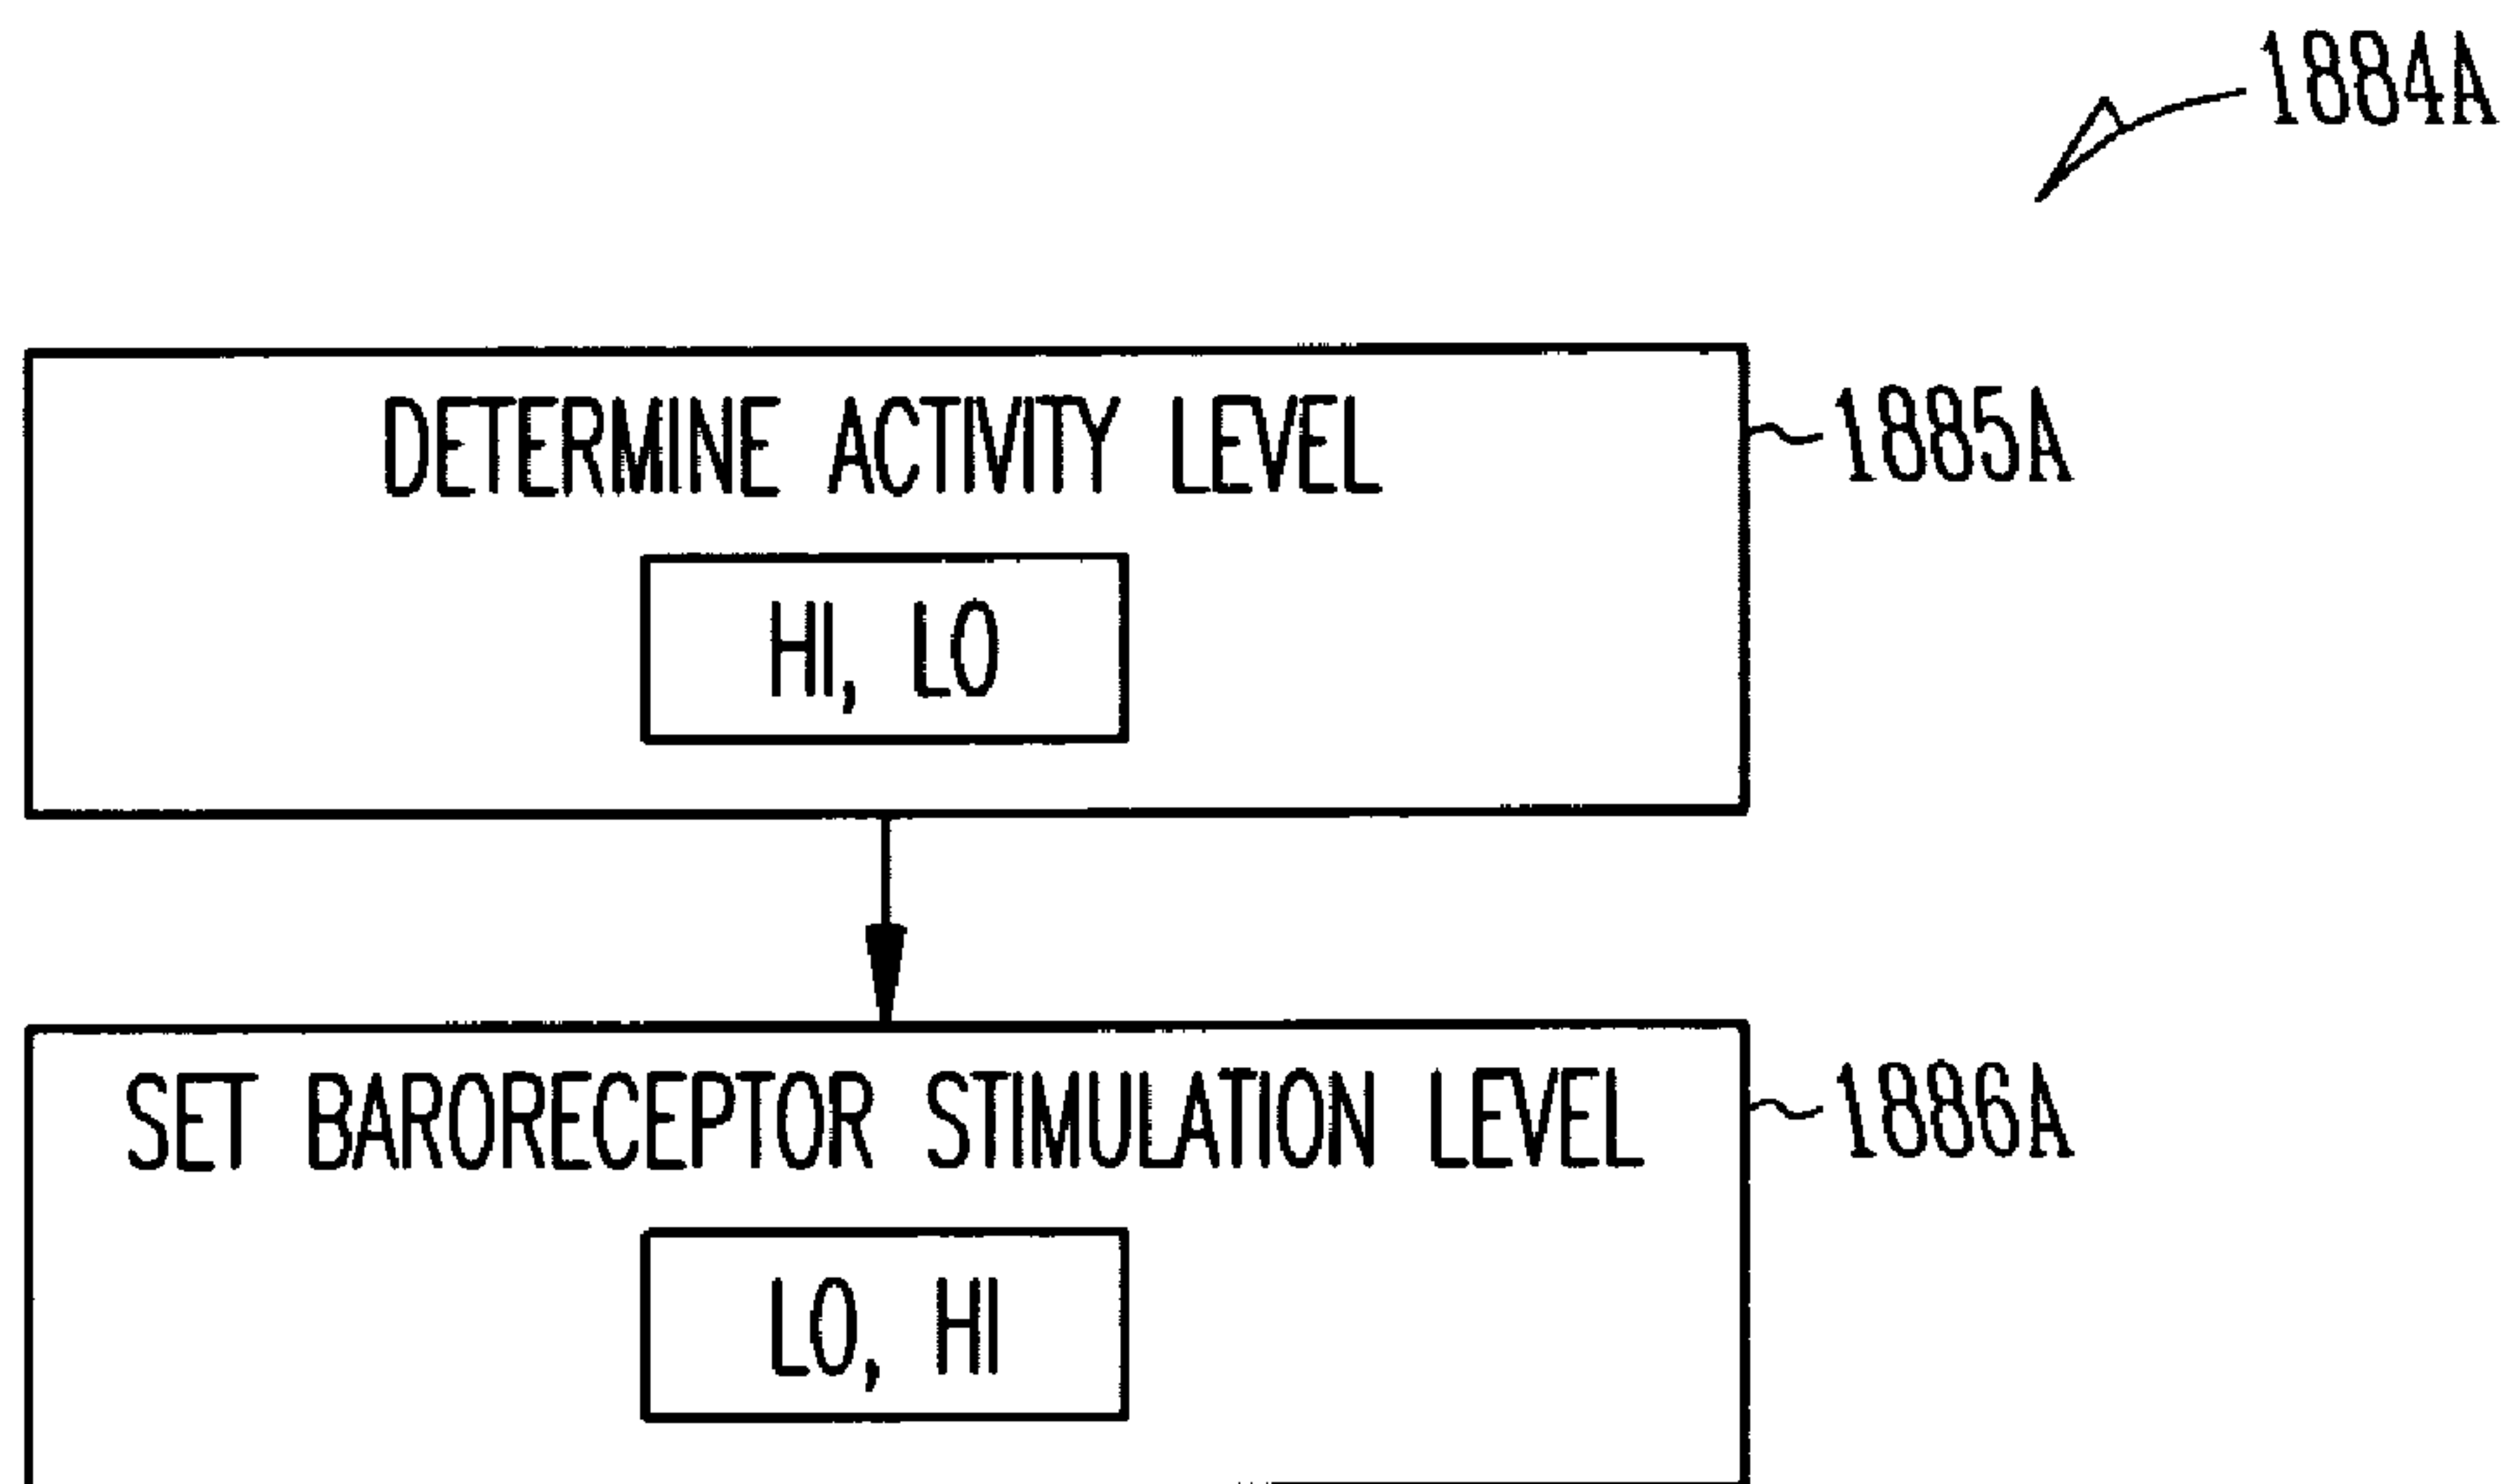 1884A
DETERMINE ACTIVITY LEVEL
1885A
HI, LO
SET BARORECEPTOR STIMULATION LEVEL
1886A
LO, HI